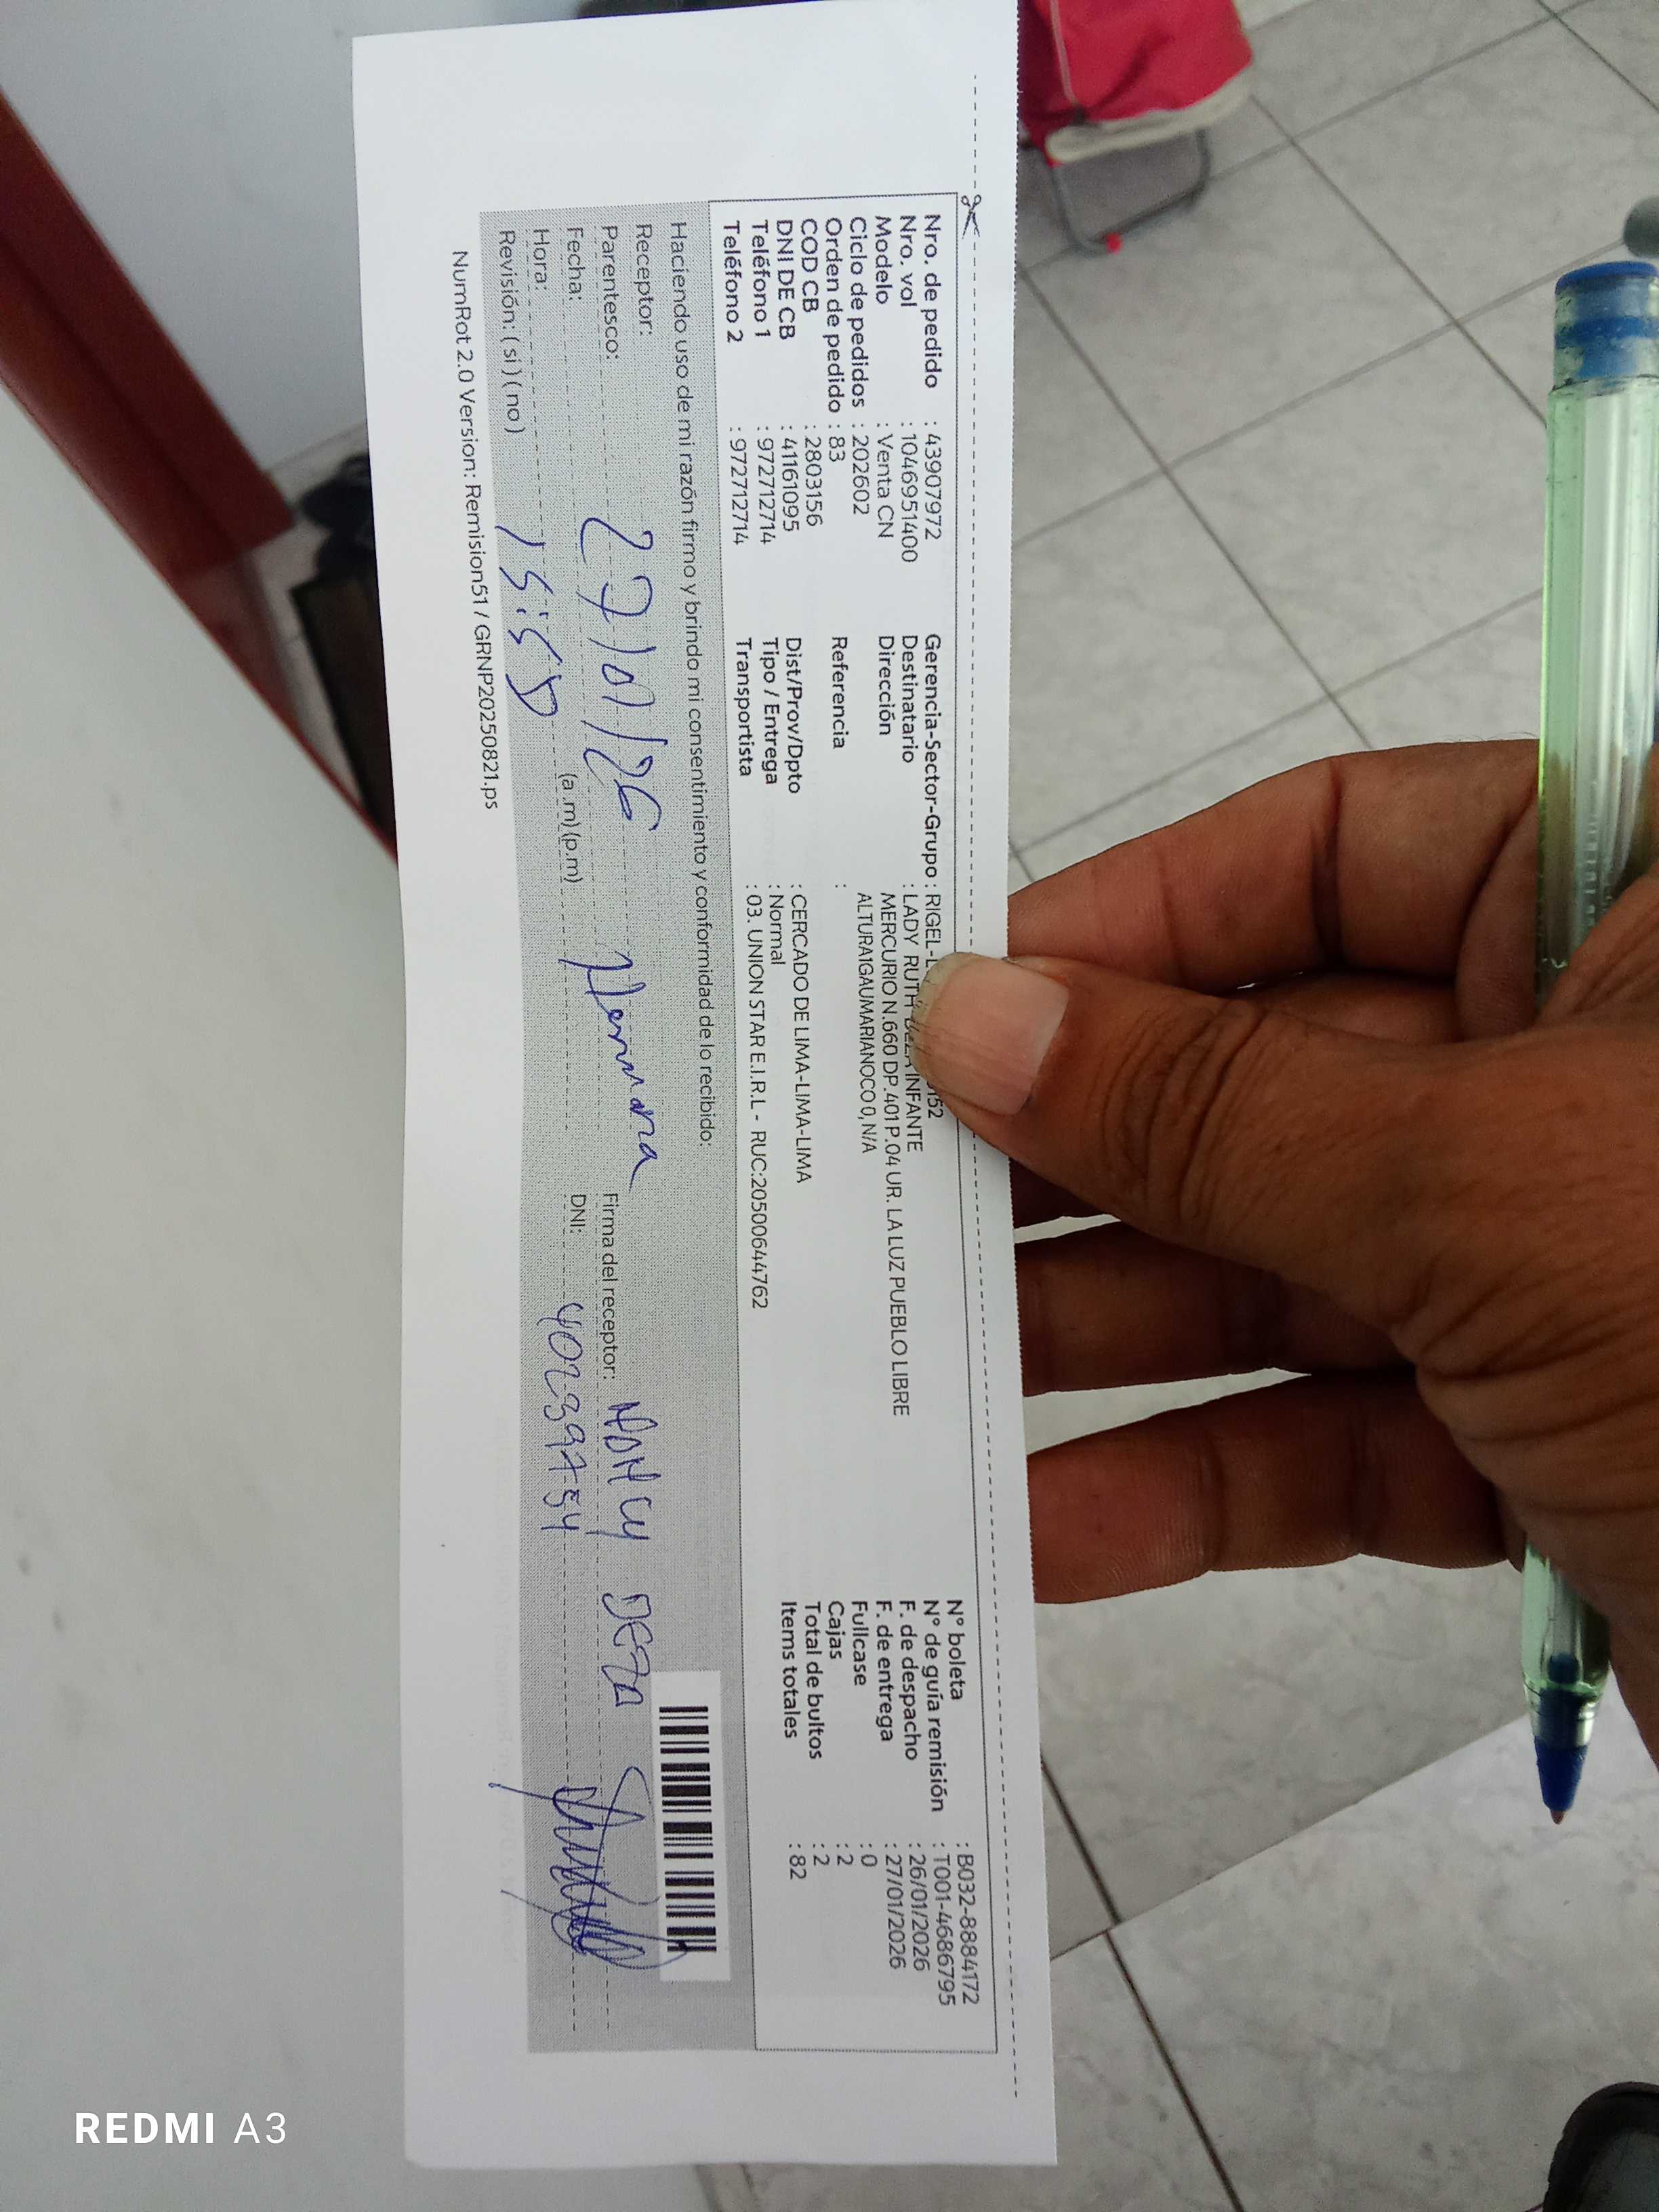 Nro. de pedido : 43907972
Nro. vol : 1046951400
Modelo : Venta CN
Ciclo de pedidos : 202602
Orden de pedido : 83
COD CB : 2803156
DNI DE CB : 41161095
Teléfono 1 : 972712714
Teléfono 2 : 972712714
Gerencia-Sector-Grupo : RIGEL-
Destinatario : LADY RUTH INFANTE
Dirección MERCURIO N.660 DP.401 P.04 UR. LA LUZ PUEBLO LIBRE
ALTURA1GAUMARIANOCO 0, N/A
Referencia :
Dist/Prov/Dpto : CERCADO DE LIMA-LIMA-LIMA
Tipo / Entrega : Normal
Transportista : 03. UNION STAR E.I.R.L - RUC:20500644762
N° boleta : B032-8884172
N° de guía remisión : T001-4686795
F. de despacho : 26/01/2026
F. de entrega : 27/01/2026
Fullcase : 0
Cajas : 2
Total de bultos : 2
Items totales : 82
Haciendo uso de mi razón firmo y brindo mi consentimiento y conformidad de lo recibido:
Receptor:
Parentesco: Hermana
Fecha: 27/01/26
Hora: (a.m) (p.m)
Revisión: ( si ) ( no )
Firma del receptor: NANCY DEZA
DNI: 40239754
NumRot 2.0 Version: Remision51 / GRNP20250821.ps
REDMI A3